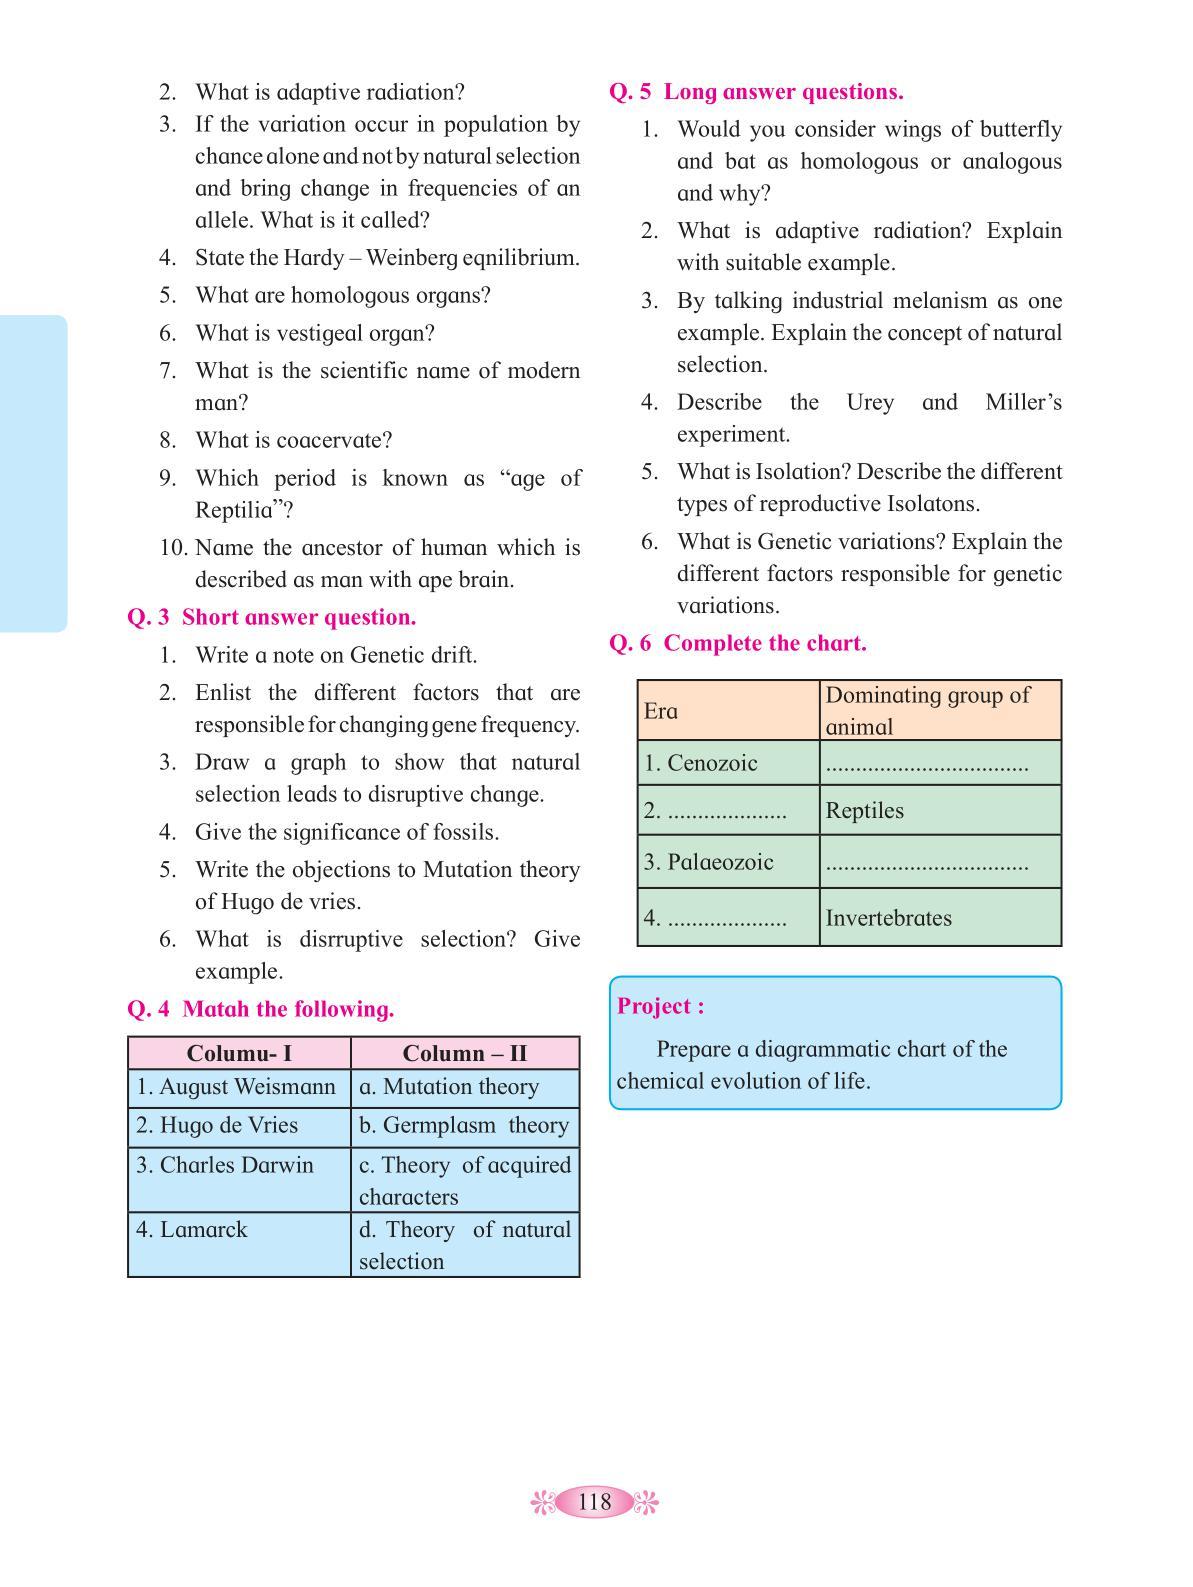 2. What is adaptive radiation?
3. If the variation occur in population by
chance alone and not by natural selection
and bring change in frequencies of an
allele. What is it called?
4. State the Hardy – Weinberg eqnilibrium.
5. What are homologous organs?
6. What is vestigeal organ?
7. What is the scientific name of modern
man?
8. What is coacervate?
9. Which period is known as “age of
Reptilia”?
10. Name the ancestor of human which is
described as man with ape brain.
Q. 3 Short answer question.
1. Write a note on Genetic drift.
2. Enlist the different factors that are
responsible for changing gene frequency.
3. Draw a graph to show that natural
selection leads to disruptive change.
4. Give the significance of fossils.
5. Write the objections to Mutation theory
of Hugo de vries.
6. What is disrruptive selection? Give
example.
Q. 4 Matah the following.
Columu- I Column – II
1. August Weismann a. Mutation theory
2. Hugo de Vries b. Germplasm theory
3. Charles Darwin c. Theory of acquired
characters
4. Lamarck d. Theory of natural
selection
Q. 5 Long answer questions.
1. Would you consider wings of butterfly
and bat as homologous or analogous
and why?
2. What is adaptive radiation? Explain
with suitable example.
3. By talking industrial melanism as one
example. Explain the concept of natural
selection.
4. Describe the Urey and Miller’s
experiment.
5. What is Isolation? Describe the different
types of reproductive Isolatons.
6. What is Genetic variations? Explain the
different factors responsible for genetic
variations.
Q. 6 Complete the chart.
Era Dominating group of
animal
1. Cenozoic ..................................
2. .................... Reptiles
3. Palaeozoic ..................................
4. .................... Invertebrates
Project :
Prepare a diagrammatic chart of the
chemical evolution of life.
118